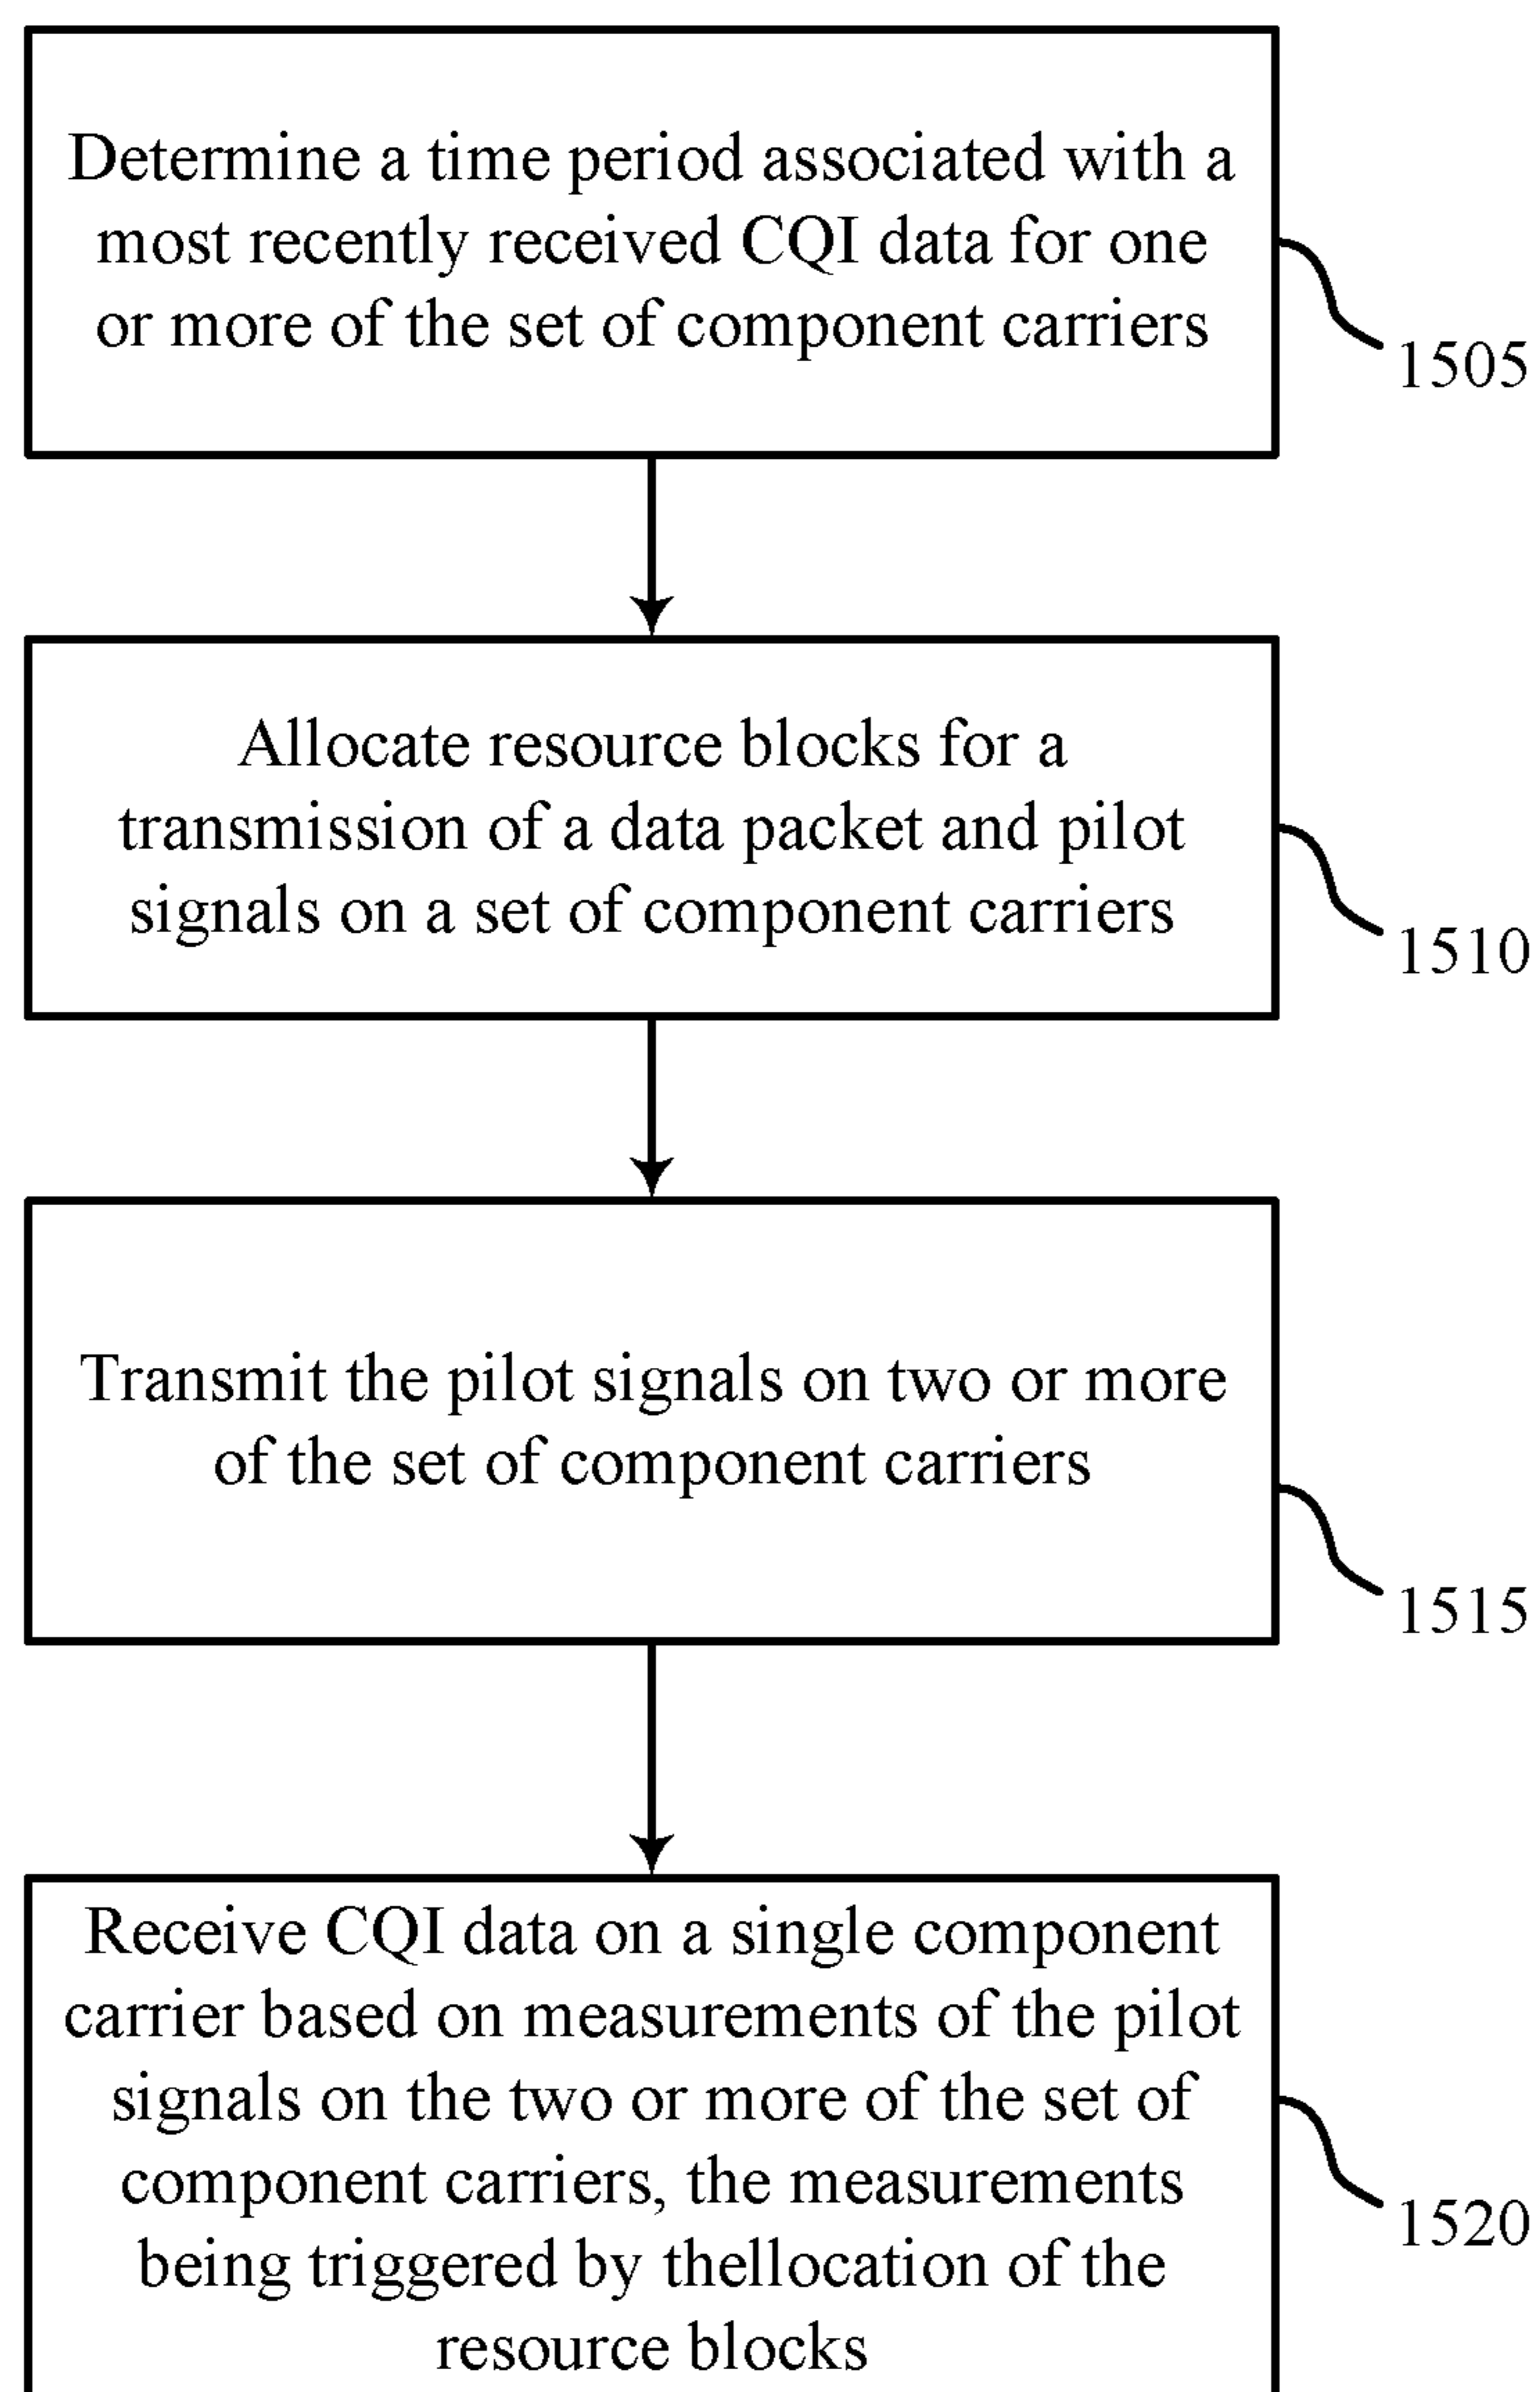 Determine a time period associated with a
most recently received CQI data for one
or more of the set of component carriers
1505
Allocate resource blocks for a
transmission of a data packet and pilot
signals on a set of component carriers
1510
Transmit the pilot signals on two or more
of the set of component carriers
1515
Receive CQI data on a single component
carrier based on measurements of the pilot
signals on the two or more of the set of
component carriers, the measurements
being triggered by thellocation of the
resource blocks
1520